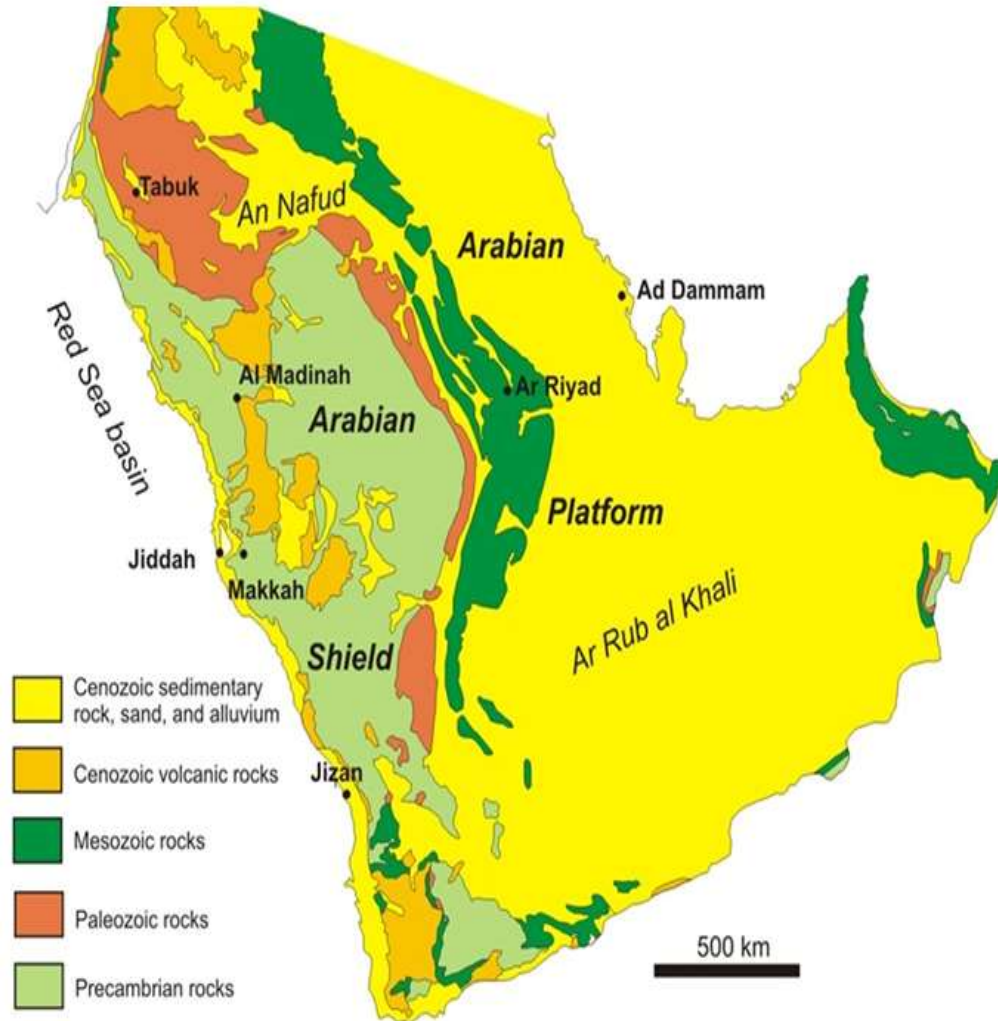 Tabuk
An Nafud
Arabian
Ad Dammam
Red Sea basin
Al Madinah
Ar Riyad
Arabian
Platform
Jiddah
Makkah
Ar Rub al Khali
Shield
Jizan
Cenozoic sedimentary
rock, sand, and alluvium
Cenozoic volcanic rocks
Mesozoic rocks
Paleozoic rocks
Precambrian rocks
500 km